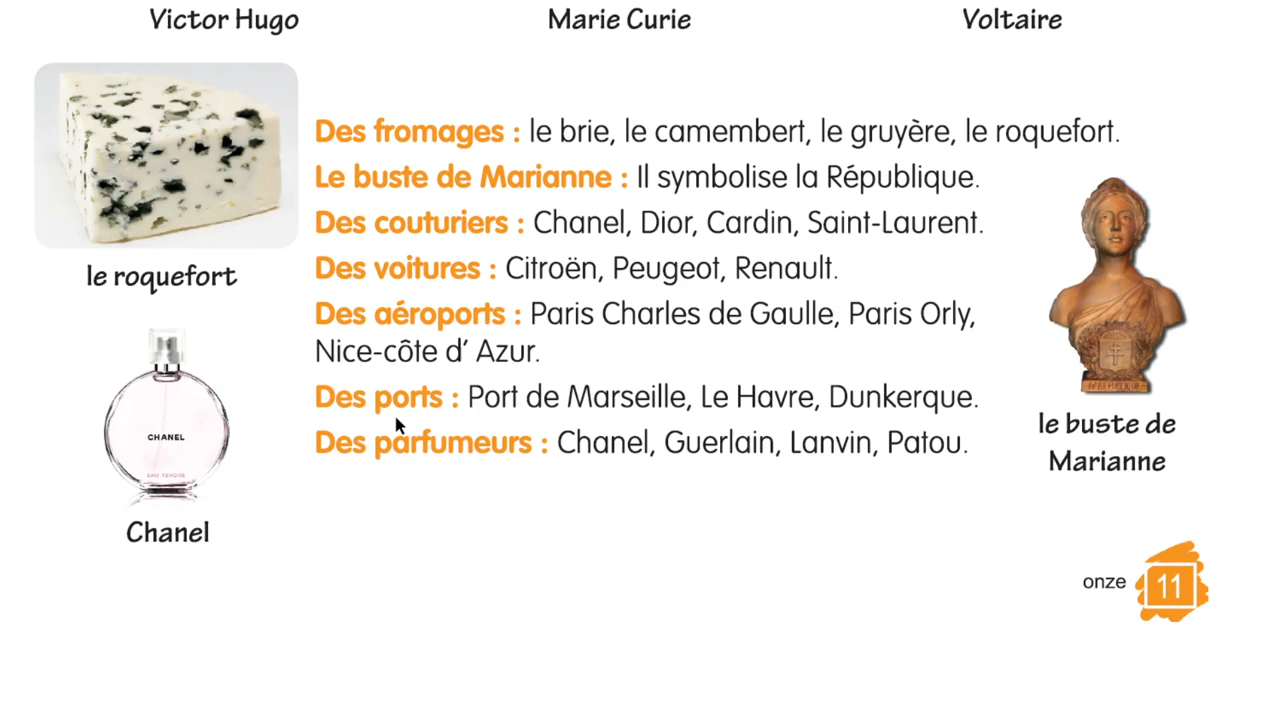 Victor Hugo
Marie Curie
Voltaire
Des fromages : le brie, le camembert, le gruyère, le roquefort.
Le buste de Marianne : Il symbolise la République.
Des couturiers : Chanel, Dior, Cardin, Saint-Laurent.
le roquefort
Des voitures : Citroën, Peugeot, Renault.
Des aéroports : Paris Charles de Gaulle, Paris Orly,
Nice-côte d' Azur.
Des ports : Port de Marseille, Le Havre, Dunkerque.
Des parfumeurs : Chanel, Guerlain, Lanvin, Patou.
CHANEL
EAU TENDRE
Chanel
le buste de
Marianne
onze 11